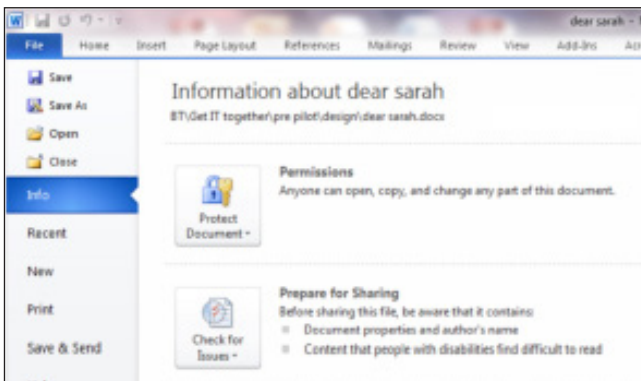 dear sarah -
File Home Insert Page Layout References Mailings Review View Add-Ins
Save
Save As
Open
Close
Info
Recent
New
Print
Save & Send
Information about dear sarah
BT\Get IT together\pre pilot\design\dear sarah.docx
Protect
Document
Permissions
Anyone can open, copy, and change any part of this document.
Check for
Issues
Prepare for Sharing
Before sharing this file, be aware that it contains:
Document properties and author's name
Content that people with disabilities find difficult to read